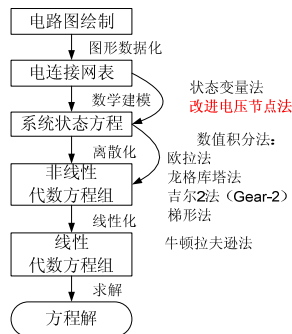 电路图绘制
图形数据化
电连接网表
数学建模
状态变量法
改进电压节点法
系统状态方程
离散化
数值积分法：
欧拉法
龙格库塔法
吉尔2法（Gear-2）
梯形法
非线性
代数方程组
线性化
牛顿拉夫逊法
线性
代数方程组
求解
方程解